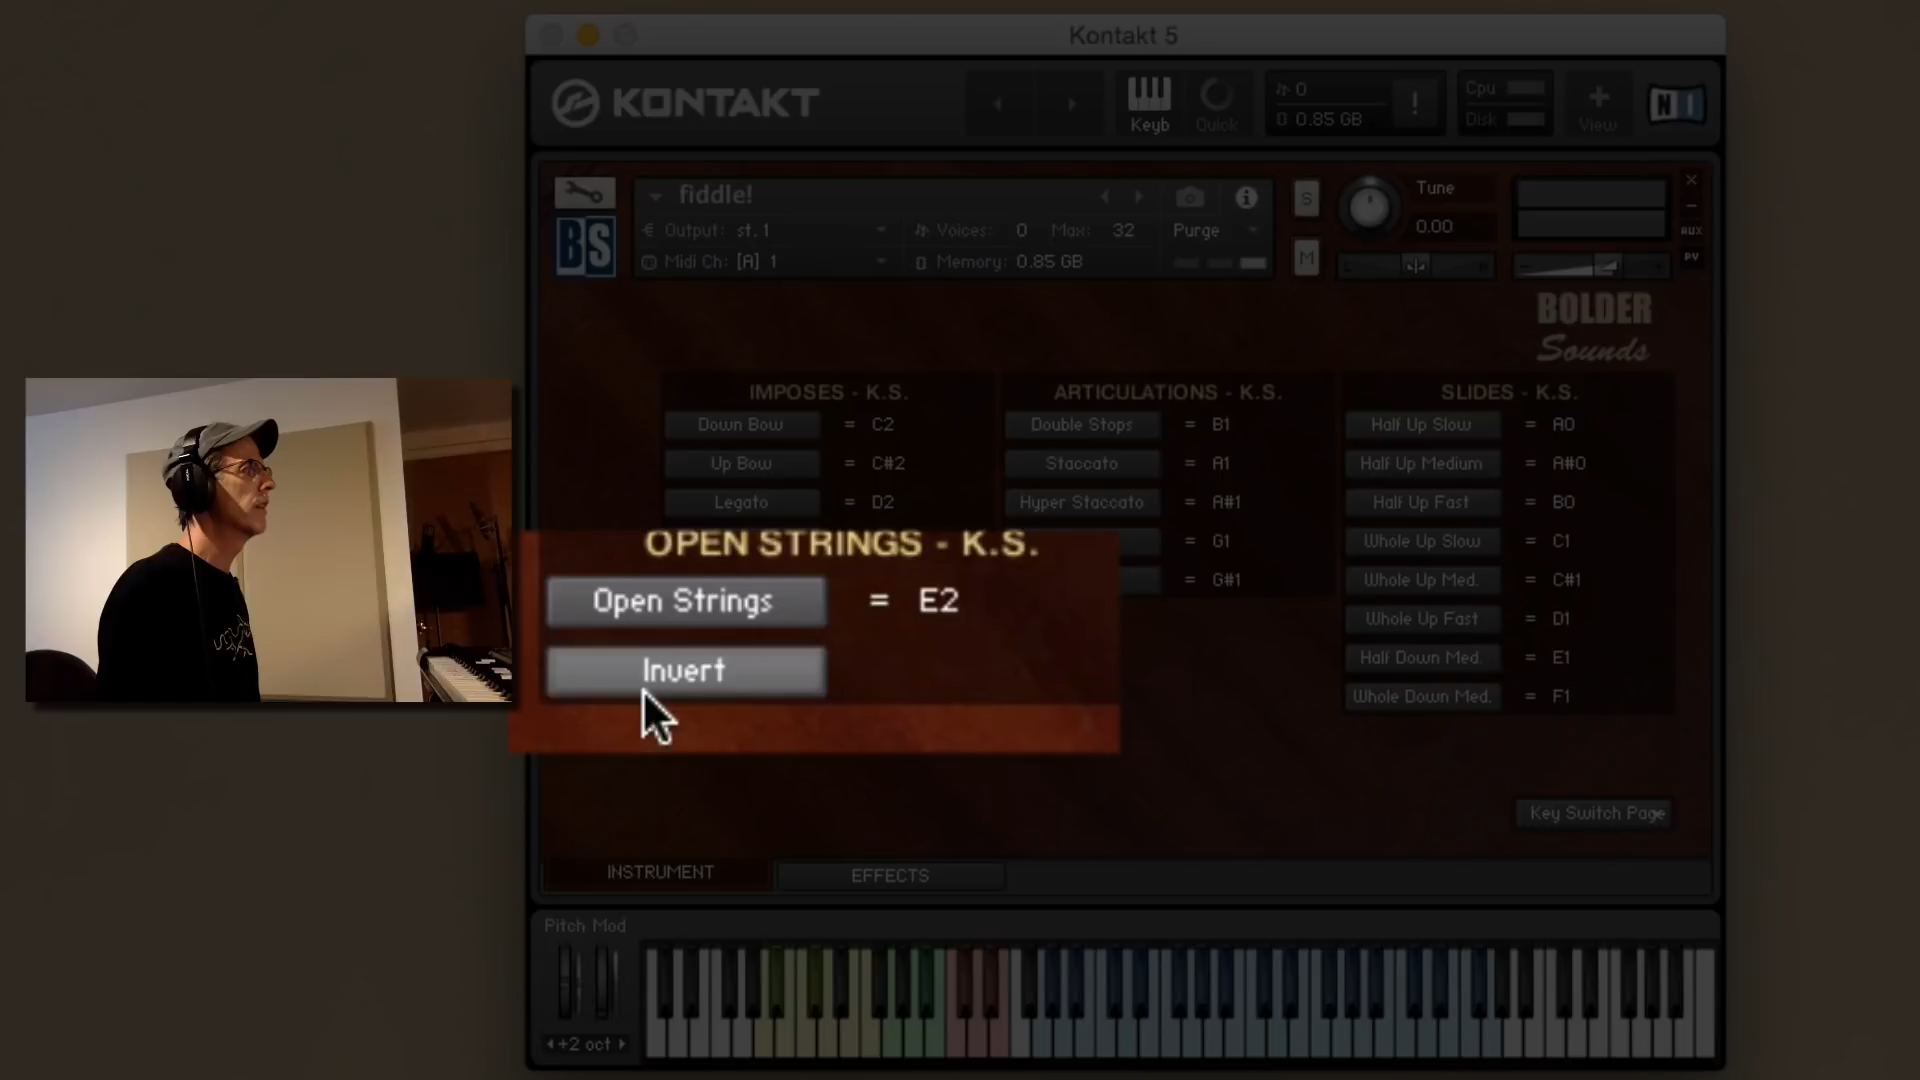 Kontakt 5
KONTAKT
Keyb
Quick
0
0.85 GB
!
Cpu
Disk
View
NI
BS
fiddle!
Output: st.1
Voices: 0 Max: 32
Purge
Midi Ch: [A] 1
Memory: 0.85 GB
S
M
Tune
0.00
AUX
PV
BOLDER
Sounds
IMPOSES - K.S.
Down Bow = C2
Up Bow = C#2
Legato = D2
ARTICULATIONS - K.S.
Double Stops = B1
Staccato = A1
Hyper Staccato = A#1
= G1
= G#1
SLIDES - K.S.
Half Up Slow = A0
Half Up Medium = A#0
Half Up Fast = B0
Whole Up Slow = C1
Whole Up Med. = C#1
Whole Up Fast = D1
Half Down Med. = E1
Whole Down Med. = F1
OPEN STRINGS - K.S.
Open Strings = E2
Invert
Key Switch Page
INSTRUMENT
EFFECTS
Pitch Mod
+2 oct